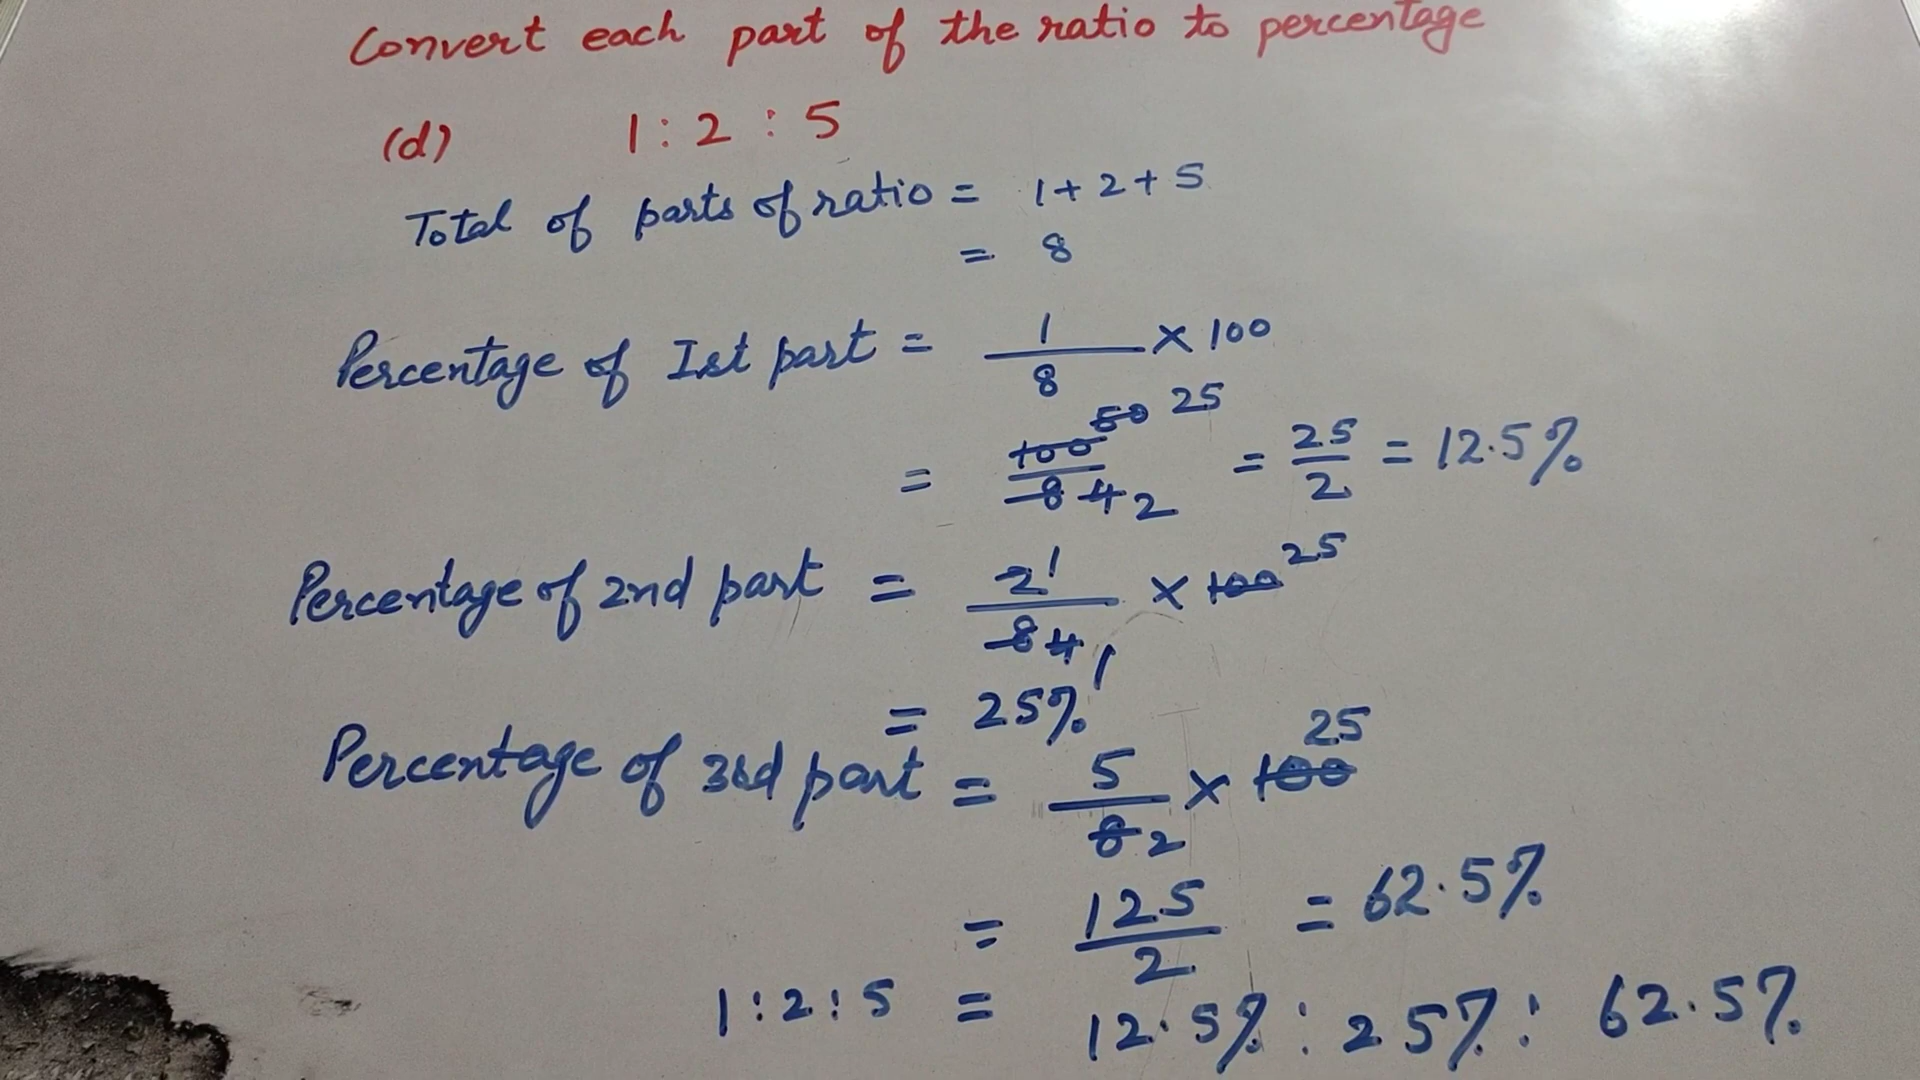 Convert each part of the ratio to percentage
(d) 1 : 2 : 5
Total of parts of ratio = 1 + 2 + 5
= 8
Percentage of Ist part = 1/8 × 100
= 100 50 25 / 8 4 2 = 25/2 = 12.5%
Percentage of 2nd part = 2 1 / 8 4 1 × 100 25
= 25%
Percentage of 3rd part = 5 / 8 2 × 100 25
= 125/2 = 62.5%
1 : 2 : 5 = 12.5% : 25% : 62.5%